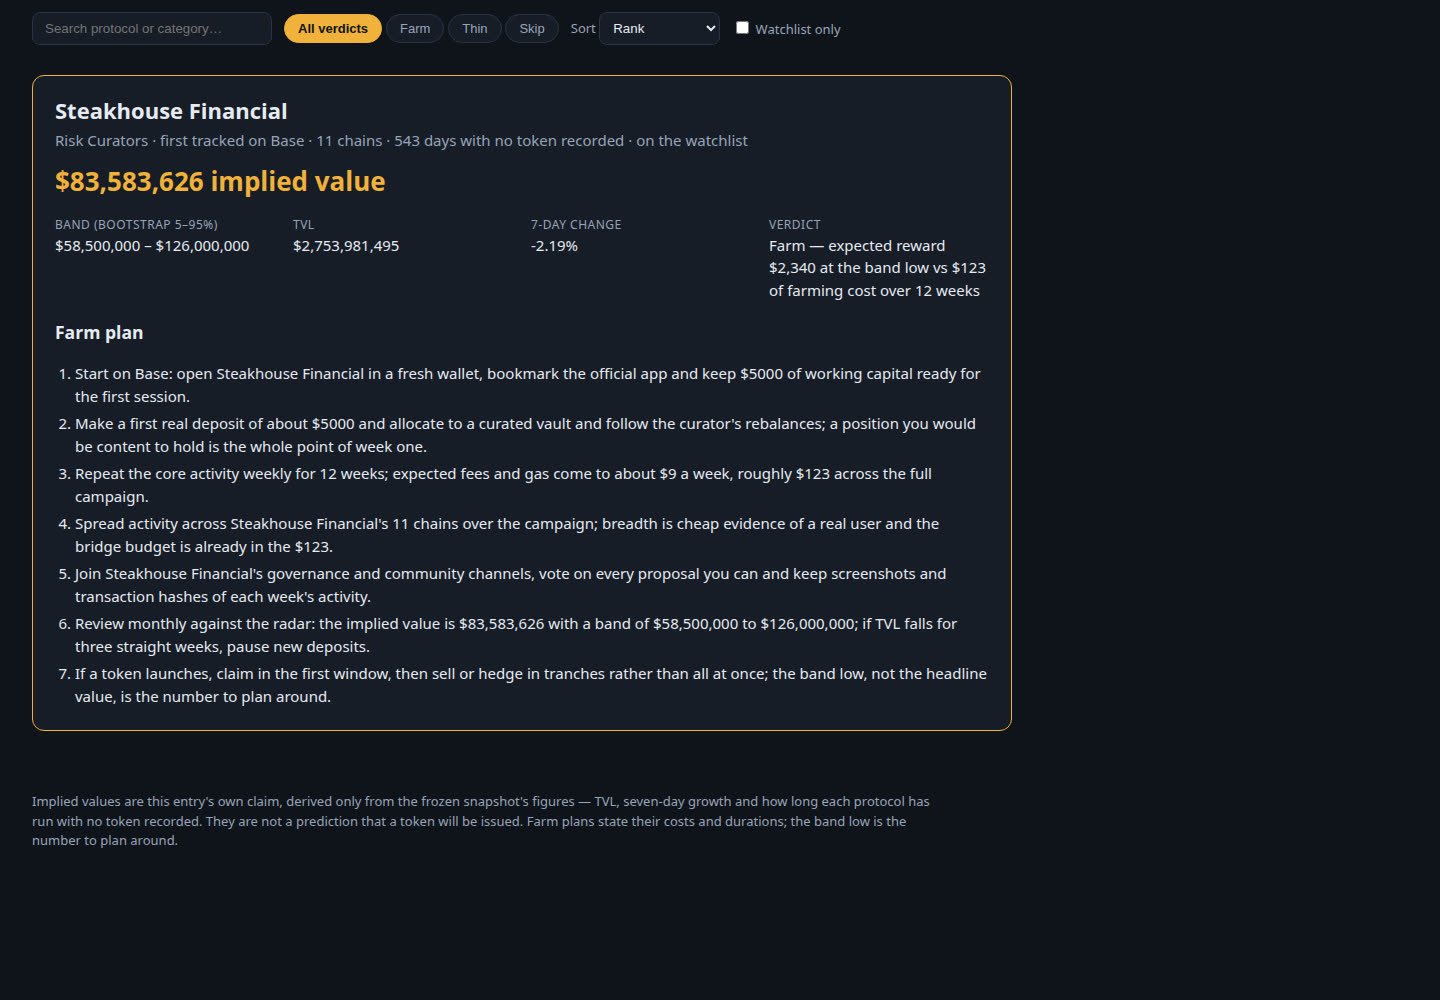 Search protocol or category…
All verdicts
Farm
Thin
Skip
Sort
Rank
Watchlist only
Steakhouse Financial
Risk Curators · first tracked on Base · 11 chains · 543 days with no token recorded · on the watchlist
$83,583,626 implied value
BAND (BOOTSTRAP 5–95%)
$58,500,000 – $126,000,000
TVL
$2,753,981,495
7-DAY CHANGE
-2.19%
VERDICT
Farm — expected reward
$2,340 at the band low vs $123
of farming cost over 12 weeks
Farm plan
1. Start on Base: open Steakhouse Financial in a fresh wallet, bookmark the official app and keep $5000 of working capital ready for
the first session.
2. Make a first real deposit of about $5000 and allocate to a curated vault and follow the curator's rebalances; a position you would
be content to hold is the whole point of week one.
3. Repeat the core activity weekly for 12 weeks; expected fees and gas come to about $9 a week, roughly $123 across the full
campaign.
4. Spread activity across Steakhouse Financial's 11 chains over the campaign; breadth is cheap evidence of a real user and the
bridge budget is already in the $123.
5. Join Steakhouse Financial's governance and community channels, vote on every proposal you can and keep screenshots and
transaction hashes of each week's activity.
6. Review monthly against the radar: the implied value is $83,583,626 with a band of $58,500,000 to $126,000,000; if TVL falls for
three straight weeks, pause new deposits.
7. If a token launches, claim in the first window, then sell or hedge in tranches rather than all at once; the band low, not the headline
value, is the number to plan around.
Implied values are this entry's own claim, derived only from the frozen snapshot's figures — TVL, seven-day growth and how long each protocol has
run with no token recorded. They are not a prediction that a token will be issued. Farm plans state their costs and durations; the band low is the
number to plan around.